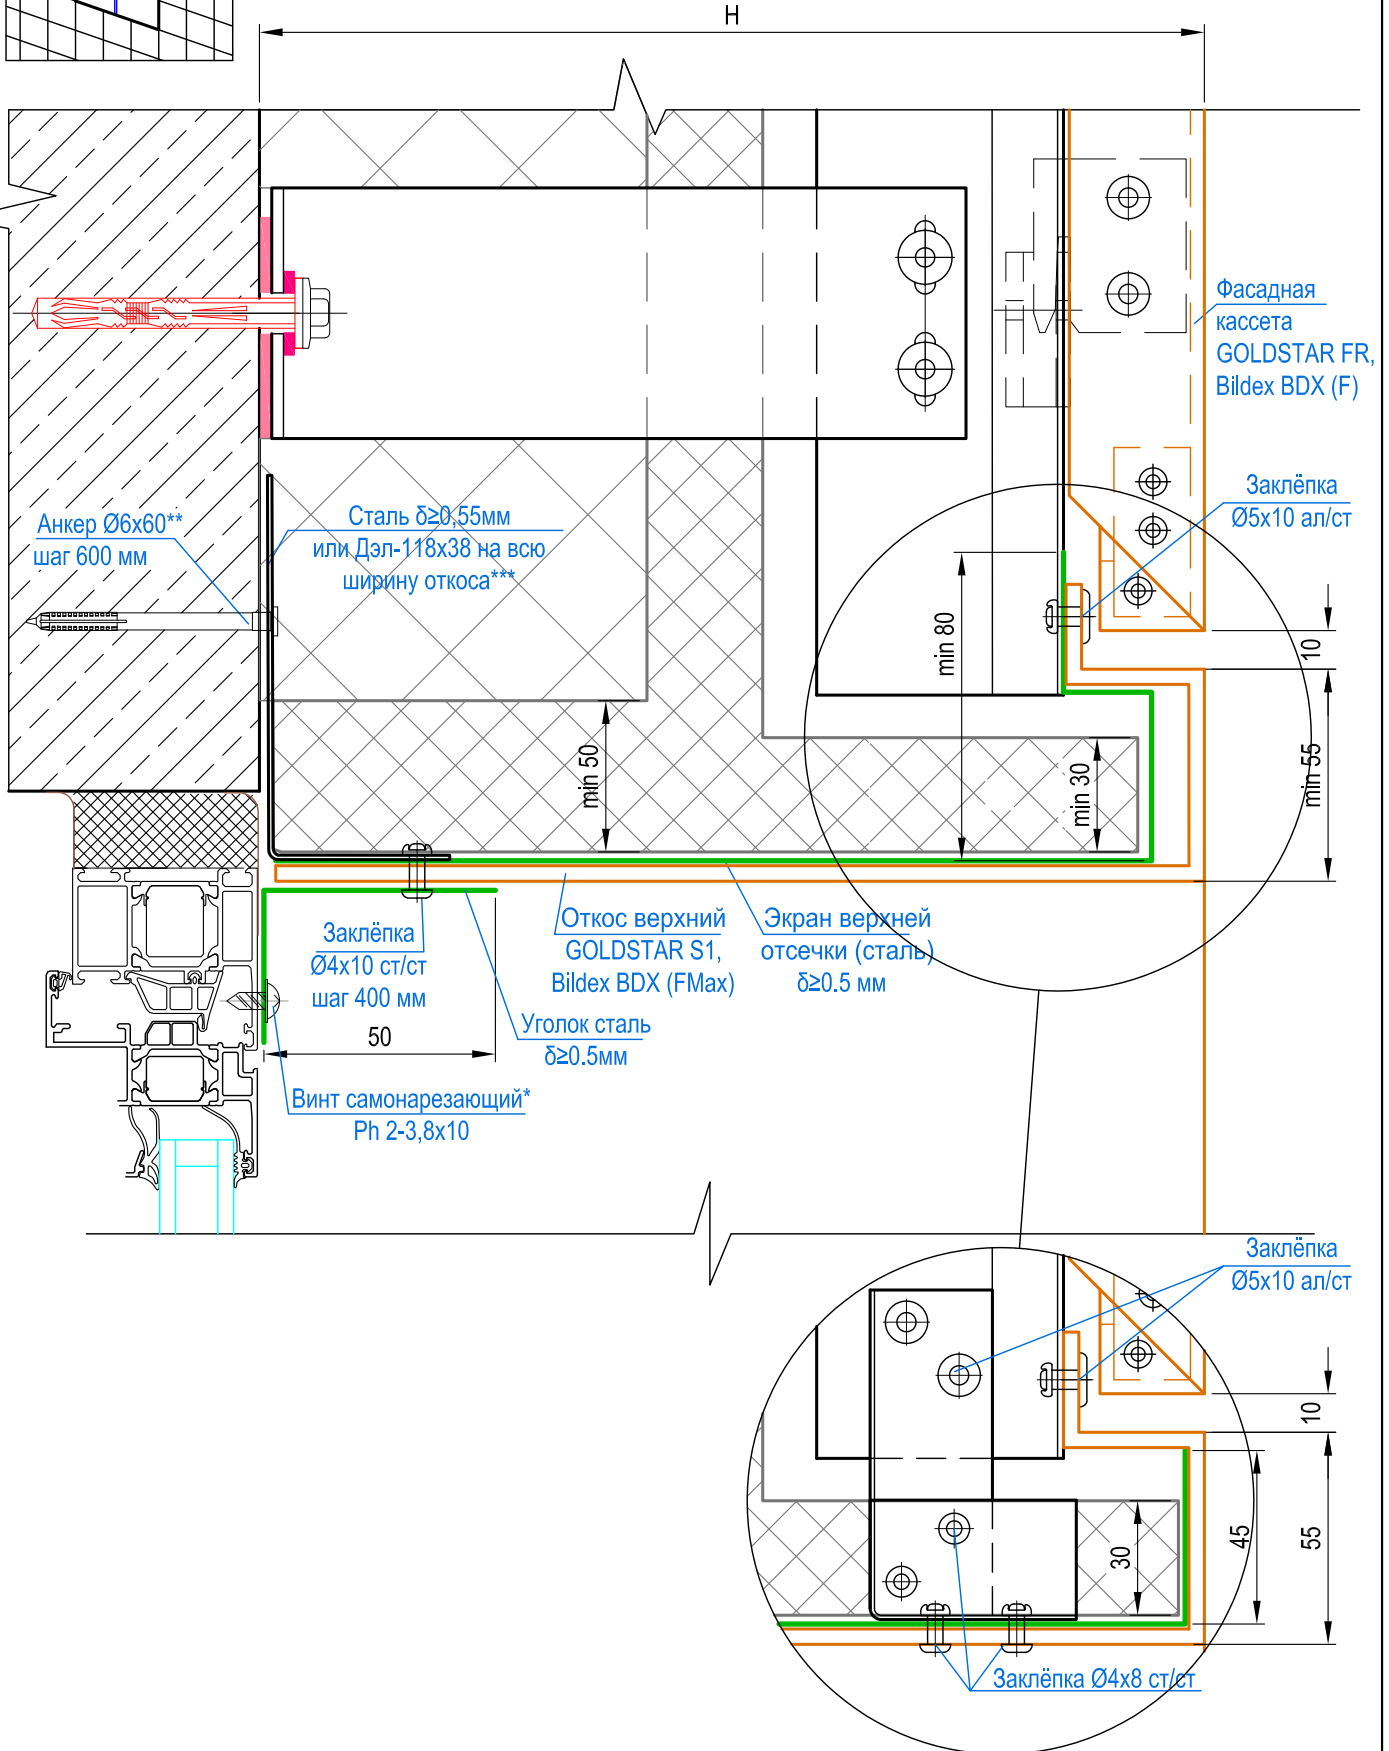 H
Фасадная
кассета
GOLDSTAR FR,
Bildex BDX (F)
Заклёпка
Ø5x10 ал/ст
Анкер Ø6x60**
шаг 600 мм
Сталь δ≥0,55мм
или Дэл-118x38 на всю
ширину откоса***
min 80
10
min 55
min 50
min 30
Заклёпка
Ø4x10 ст/ст
шаг 400 мм
50
Откос верхний
GOLDSTAR S1,
Bildex BDX (FMax)
Экран верхней
отсечки (сталь)
δ≥0.5 мм
Уголок сталь
δ≥0.5мм
Винт самонарезающий*
Ph 2-3,8x10
Заклёпка
Ø5x10 ал/ст
10
30
45
55
Заклёпка Ø4x8 ст/ст